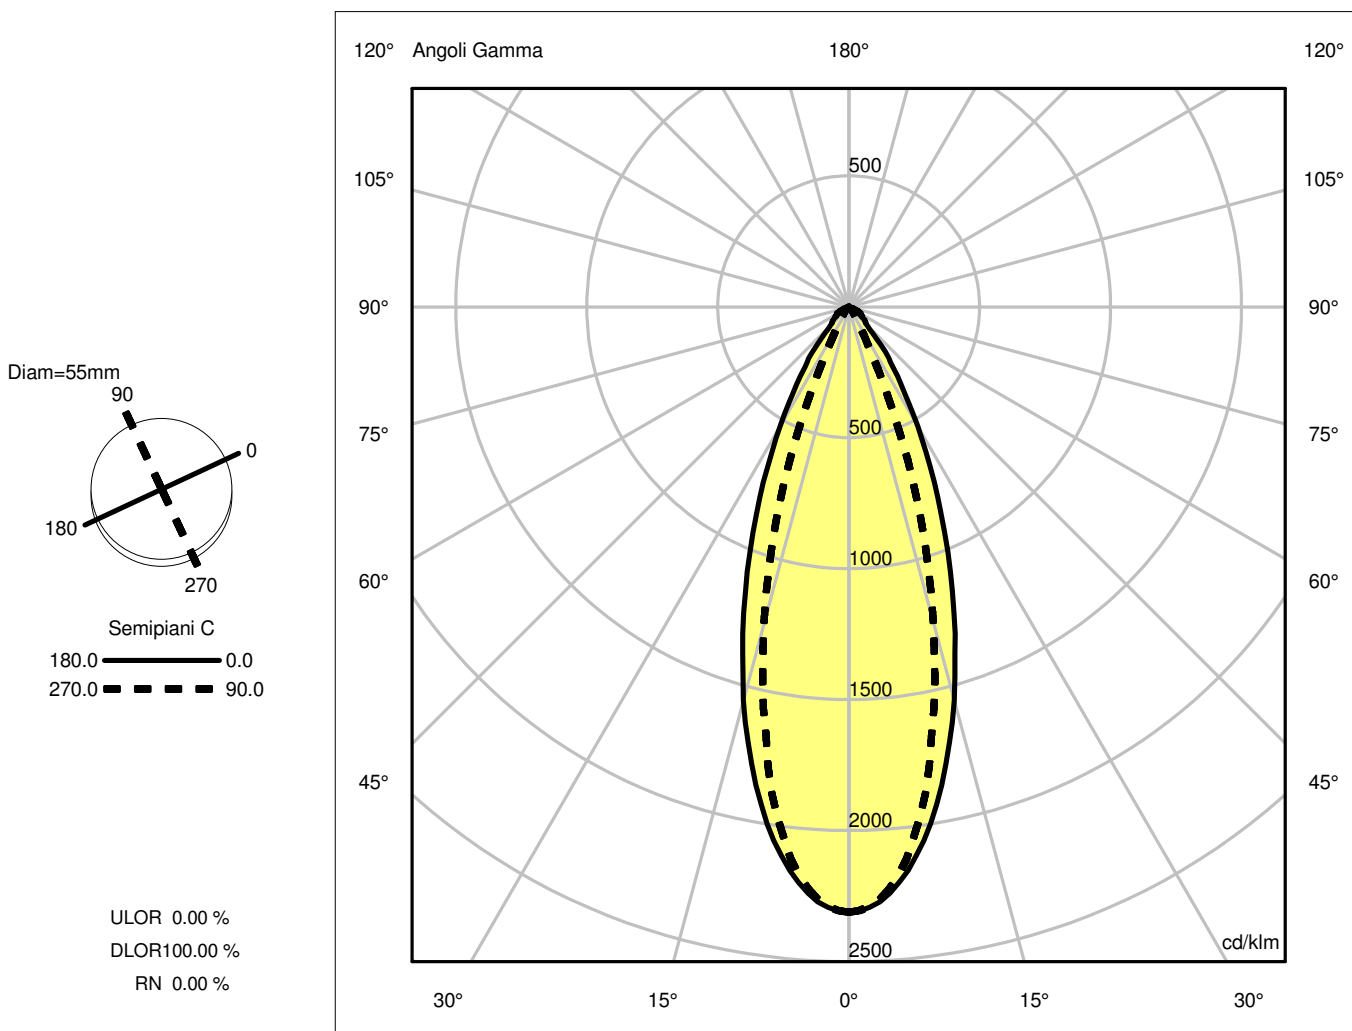 120° Angoli Gamma 180° 120°
500
105° 105°
90° 90°
Diam=55mm
90
0
180
270
500
75° 75°
1000
60° 60°
Semipiani C
180.0 0.0
270.0 90.0
1500
45° 45°
2000
ULOR 0.00 %
DLOR100.00 %
RN 0.00 %
cd/klm
2500
30° 15° 0° 15° 30°